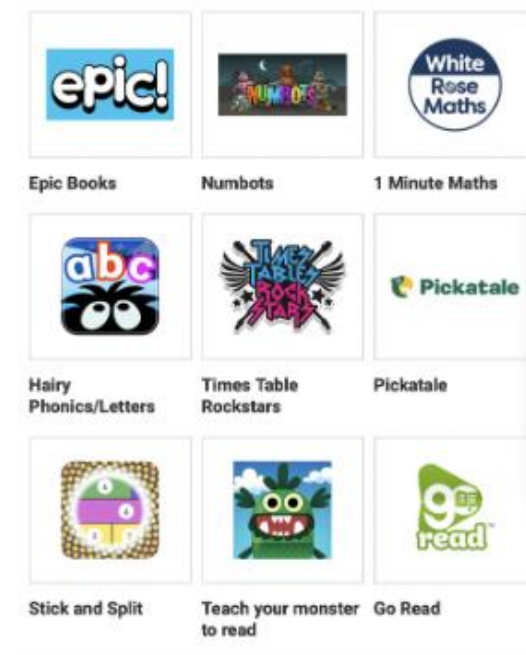 epic!
NUMBOTS
White
Rose
Maths
Epic Books
Numbots
1 Minute Maths
abc
TIMES
TABLES
ROCK
STARS
Pickatale
Hairy
Phonics/Letters
Times Table
Rockstars
Pickatale
go
read
Stick and Split
Teach your monster
to read
Go Read